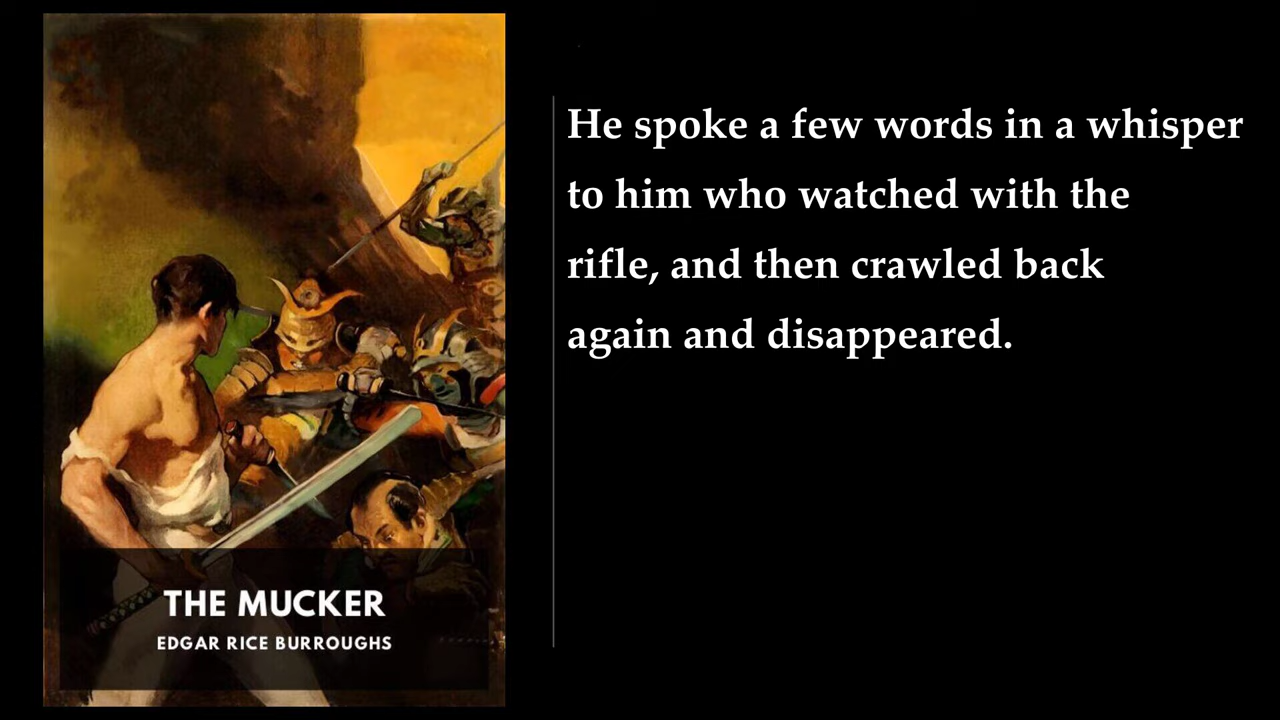 He spoke a few words in a whisper
to him who watched with the
rifle, and then crawled back
again and disappeared.
THE MUCKER
EDGAR RICE BURROUGHS